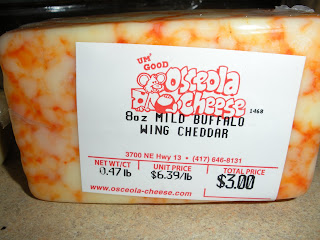 UM' GOOD
Osceola
Cheese
1468
8oz MILD BUFFALO
WING CHEDDAR
3700 NE Hwy 13 • (417) 646-8131
NET WT/CT UNIT PRICE TOTAL PRICE
0.47 lb $6.39/lb $3.00
www.osceola-cheese.com